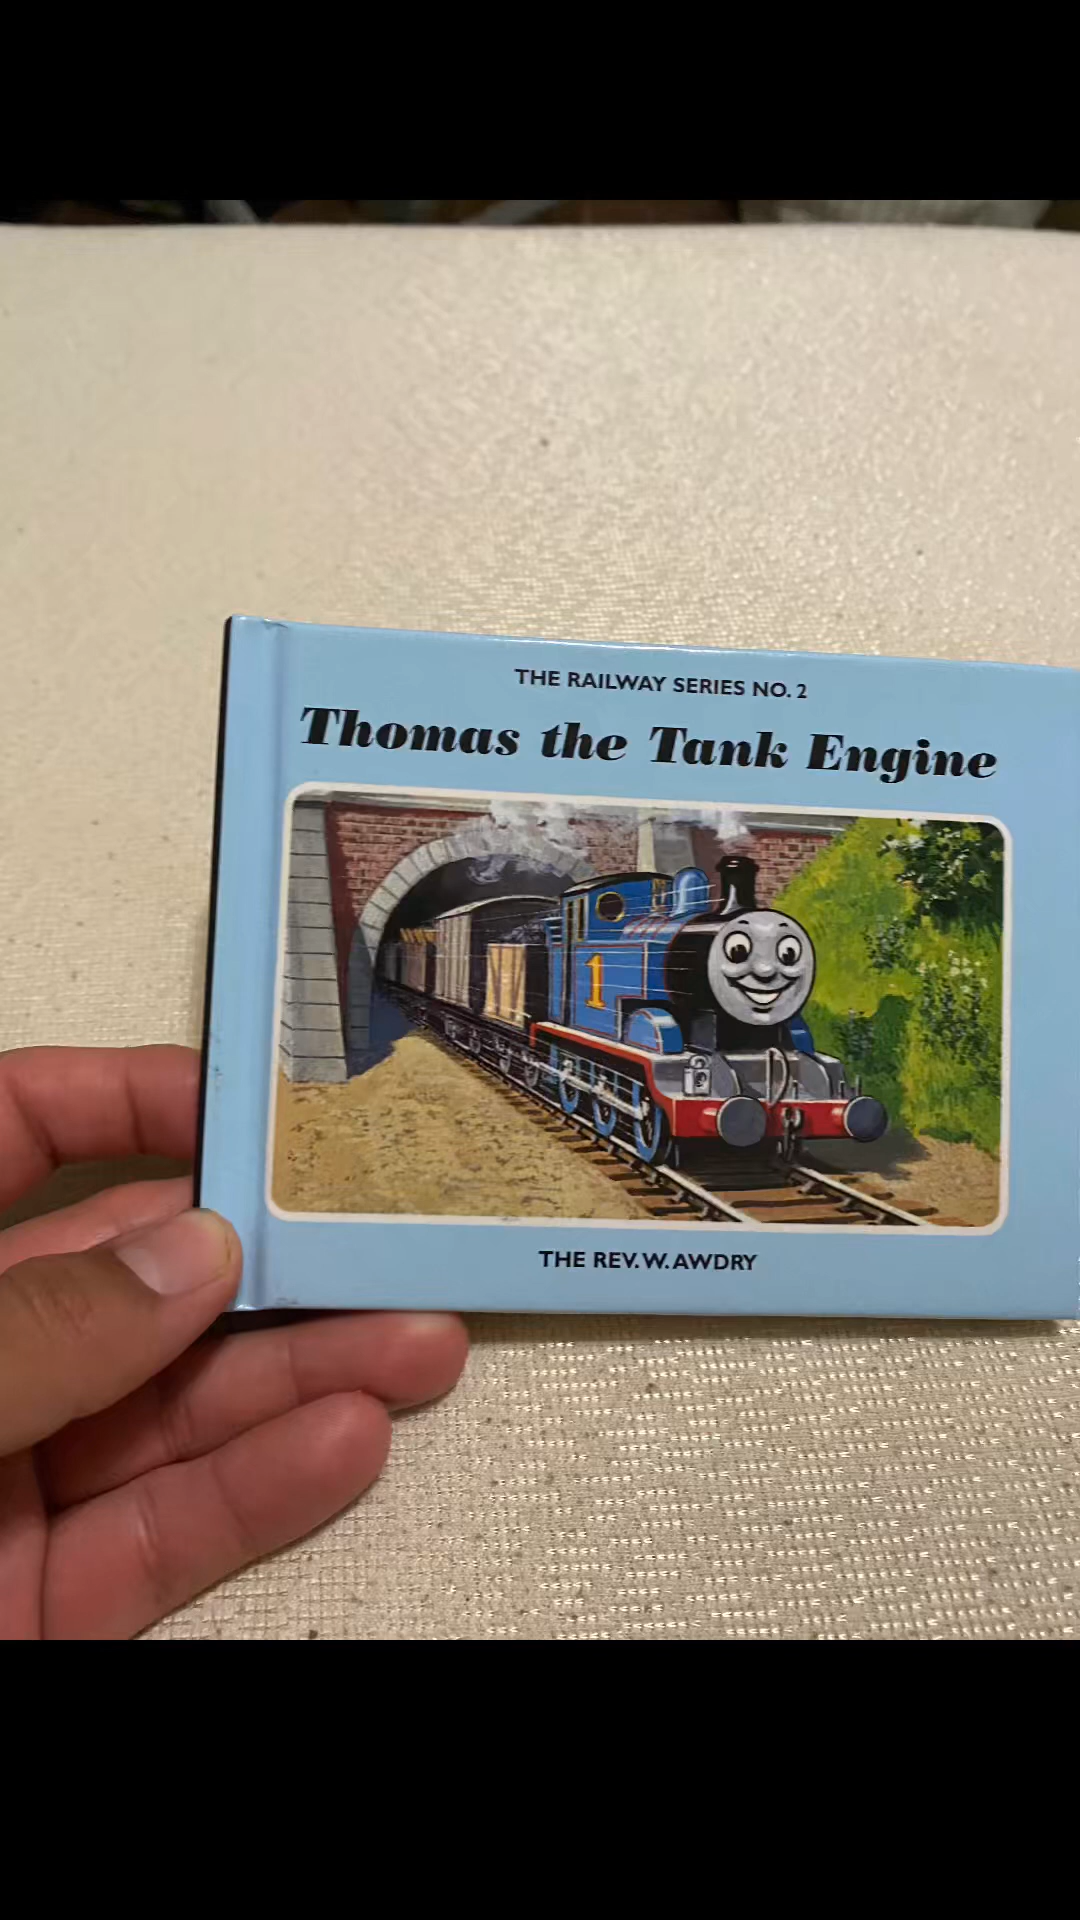 THE RAILWAY SERIES NO. 2
Thomas the Tank Engine
1
THE REV. W. AWDRY